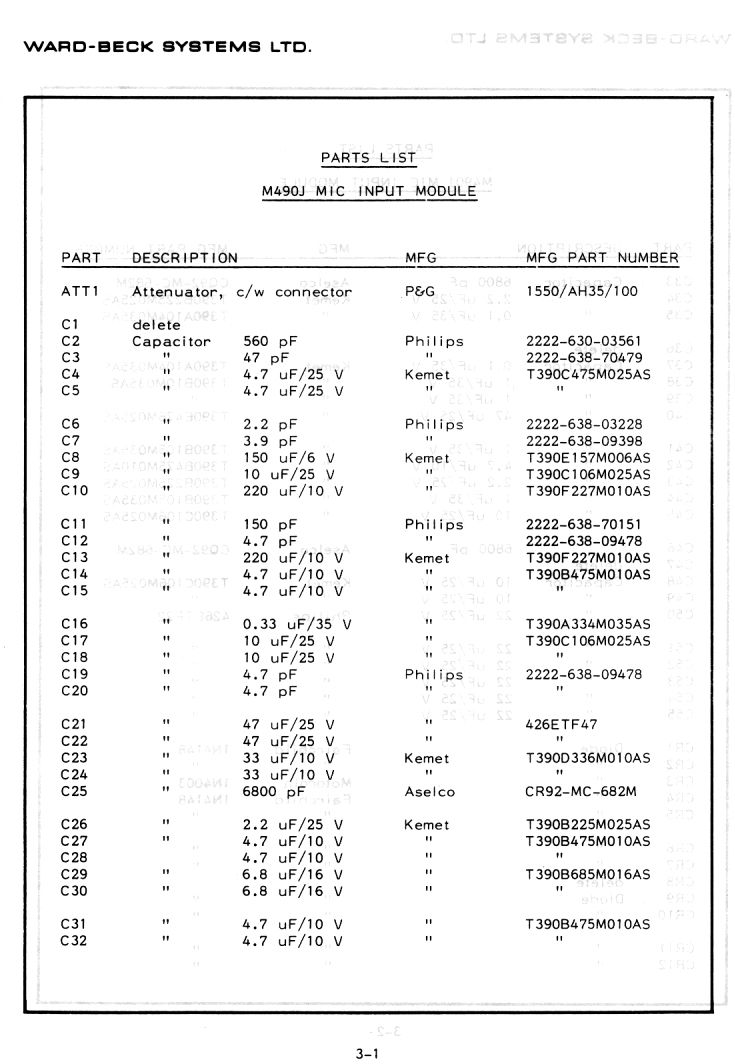 WARD-BECK SYSTEMS LTD.
PARTS LIST
M490J MIC INPUT MODULE
PART DESCRIPTION MFG MFG PART NUMBER
ATT1 Attenuator, c/w connector P&G 1550/AH35/100
C1 delete
C2 Capacitor 560 pF Philips 2222-630-03561
C3 " 47 pF " 2222-638-70479
C4 " 4.7 uF/25 V Kemet T390C475M025AS
C5 " 4.7 uF/25 V " "
C6 " 2.2 pF Philips 2222-638-03228
C7 " 3.9 pF " 2222-638-09398
C8 " 150 uF/6 V Kemet T390E157M006AS
C9 " 10 uF/25 V " T390C106M025AS
C10 " 220 uF/10 V " T390F227M010AS
C11 " 150 pF Philips 2222-638-70151
C12 " 4.7 pF " 2222-638-09478
C13 " 220 uF/10 V Kemet T390F227M010AS
C14 " 4.7 uF/10 V " T390B475M010AS
C15 " 4.7 uF/10 V " "
C16 " 0.33 uF/35 V " T390A334M035AS
C17 " 10 uF/25 V " T390C106M025AS
C18 " 10 uF/25 V " "
C19 " 4.7 pF Philips 2222-638-09478
C20 " 4.7 pF " "
C21 " 47 uF/25 V " 426ETF47
C22 " 47 uF/25 V " "
C23 " 33 uF/10 V Kemet T390D336M010AS
C24 " 33 uF/10 V " "
C25 " 6800 pF Aselco CR92-MC-682M
C26 " 2.2 uF/25 V Kemet T390B225M025AS
C27 " 4.7 uF/10 V " T390B475M010AS
C28 " 4.7 uF/10 V " "
C29 " 6.8 uF/16 V " T390B685M016AS
C30 " 6.8 uF/16 V " "
C31 " 4.7 uF/10 V " T390B475M010AS
C32 " 4.7 uF/10 V " "
3-1